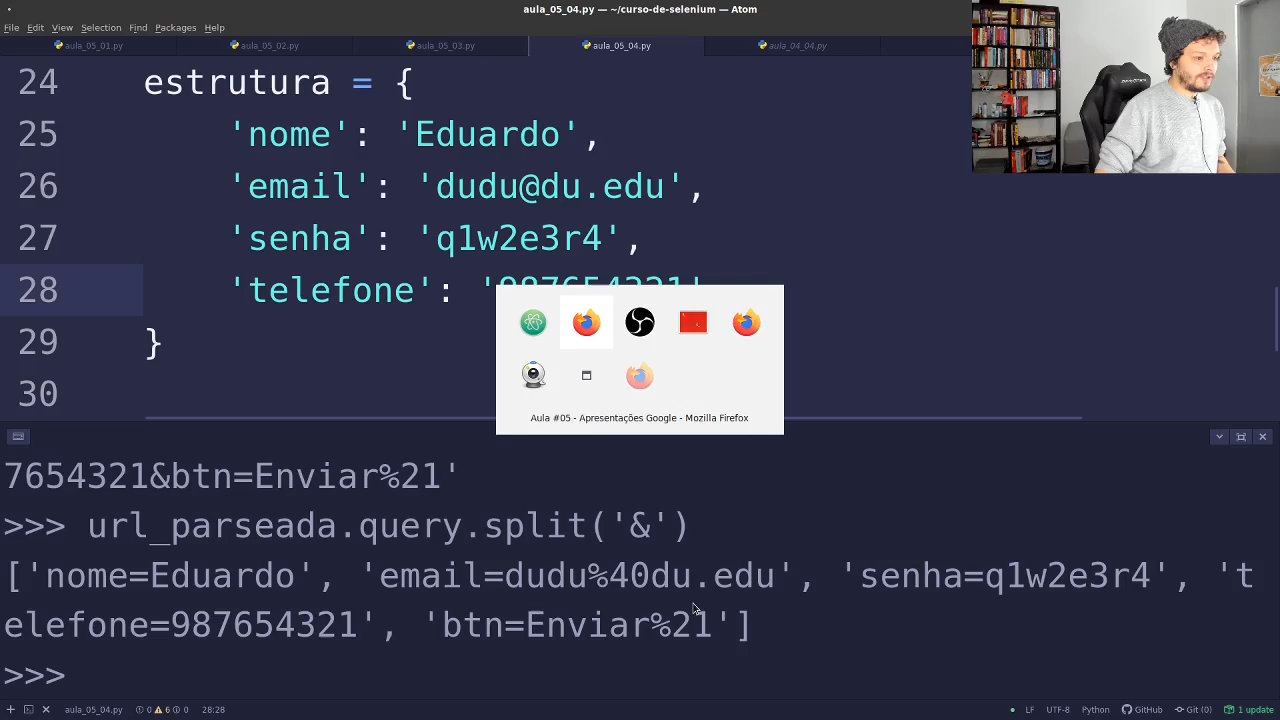 aula_05_04.py — ~/curso-de-selenium — Atom
File Edit View Selection Find Packages Help
aula_05_01.py aula_05_02.py aula_05_03.py aula_05_04.py aula_04_04.py
24 estrutura = {
25 'nome': 'Eduardo',
26 'email': 'dudu@du.edu',
27 'senha': 'q1w2e3r4',
28 'telefone': '987654321'
29 }
30
Aula #05 - Apresentações Google - Mozilla Firefox
7654321&btn=Enviar%21'
>>> url_parseada.query.split('&')
['nome=Eduardo', 'email=dudu%40du.edu', 'senha=q1w2e3r4', 't
elefone=987654321', 'btn=Enviar%21']
>>>
aula_05_04.py 0 6 0 28:28 LF UTF-8 Python GitHub Git (0) 1 update